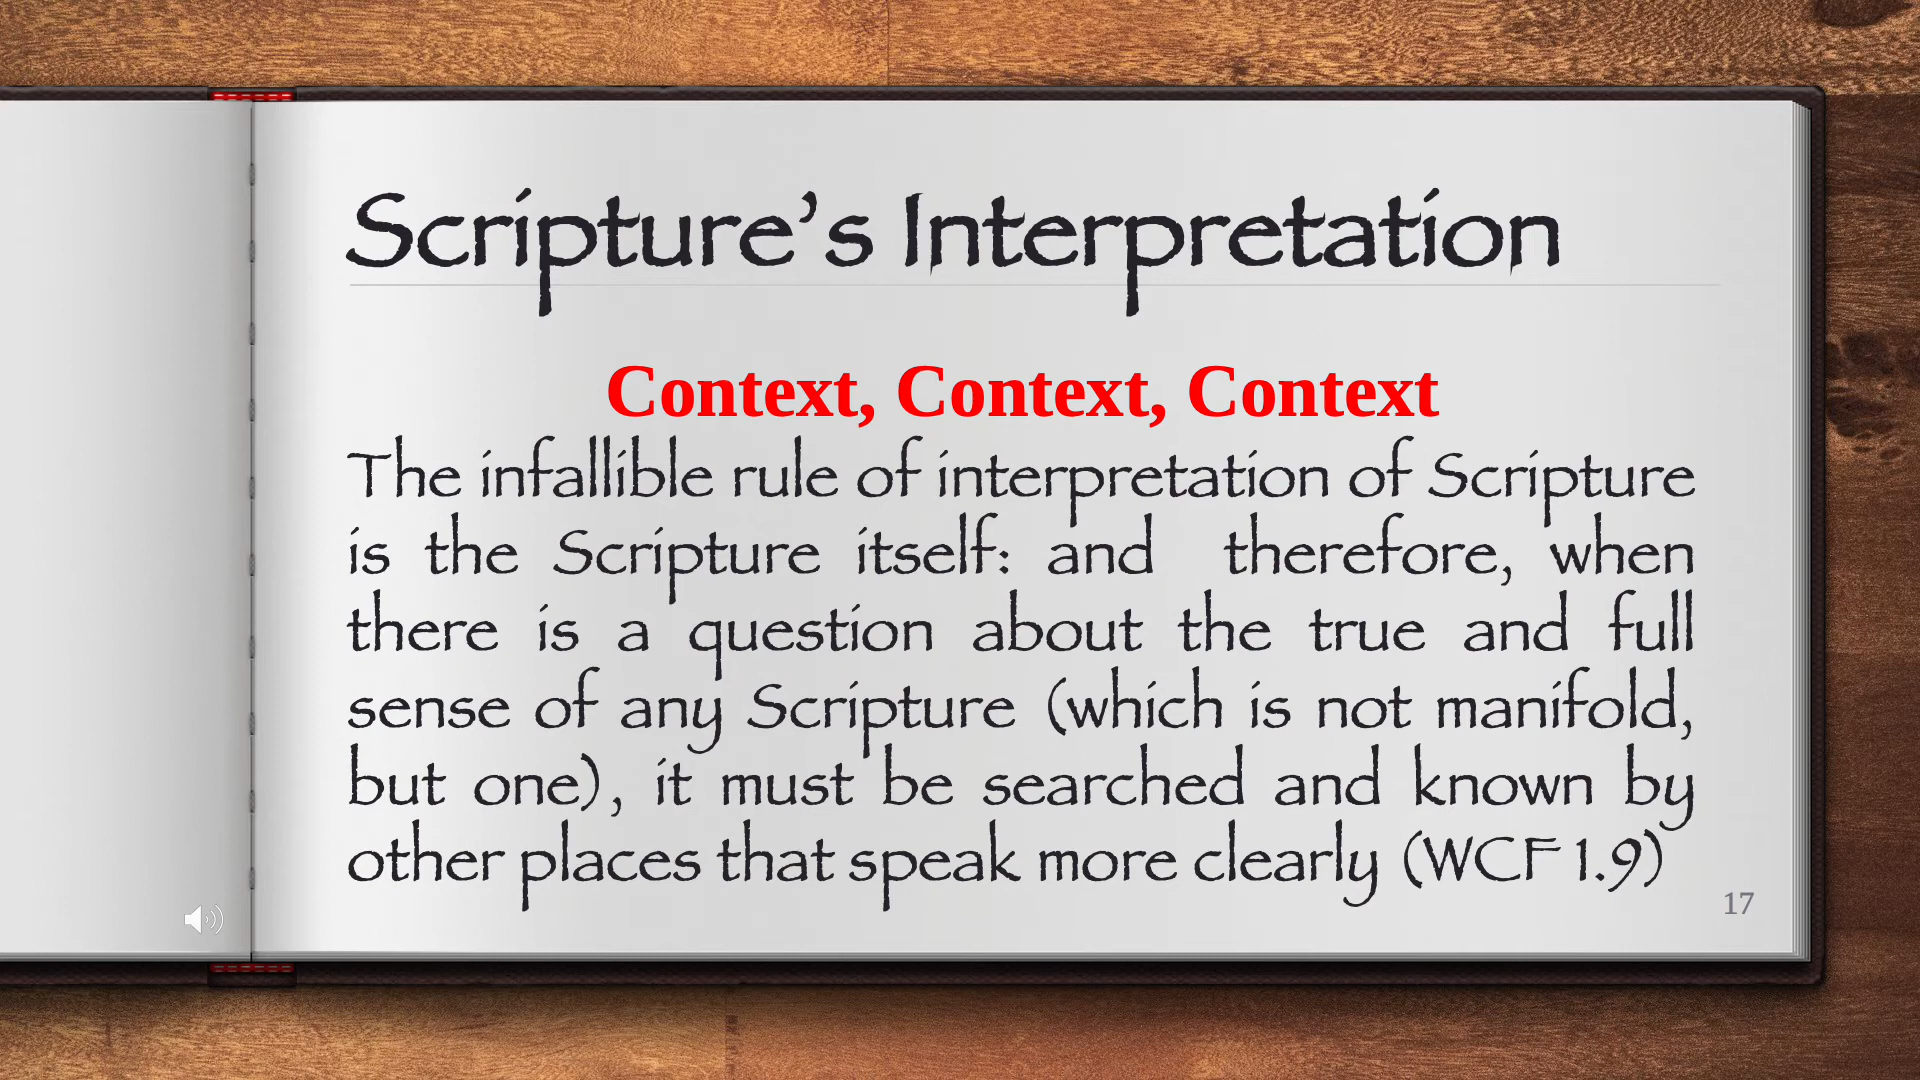 Scripture’s Interpretation
Context, Context, Context
The infallible rule of interpretation of Scripture
is the Scripture itself: and therefore, when
there is a question about the true and full
sense of any Scripture (which is not manifold,
but one), it must be searched and known by
other places that speak more clearly (WCF 1.9)
17